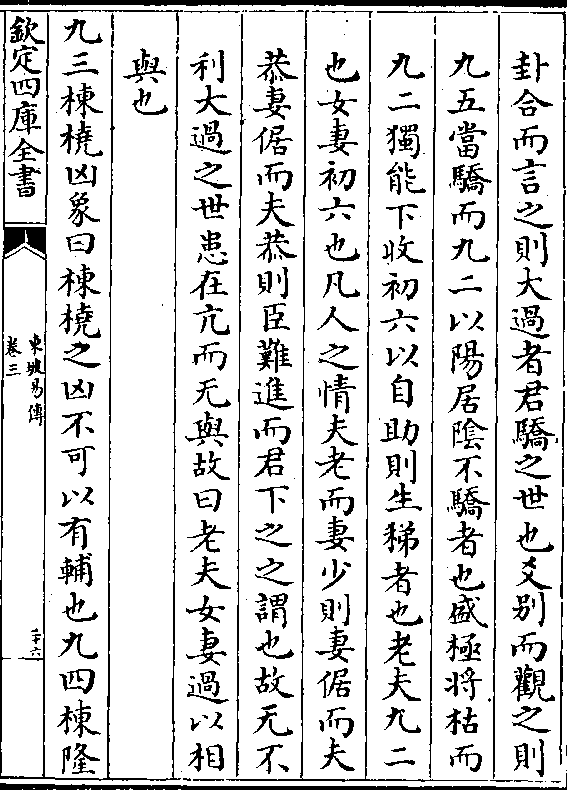 卦合而言之則大過者君驕之世也爻别而觀之則
九五當驕而九二以陽居陰不驕者也盛極将枯而
九二獨能下收初六以自助則生稊者也老夫九二
也女妻初六也凡人之情夫老而妻少則妻倨而夫
恭妻倨而夫恭則臣難進而君下之之謂也故无不
利大過之世患在亢而无與故曰老夫女妻過以相
與也
九三棟橈凶象曰棟橈之凶不可以有輔也九四棟隆
欽定四庫全書
東坡易傳
卷三
二十六